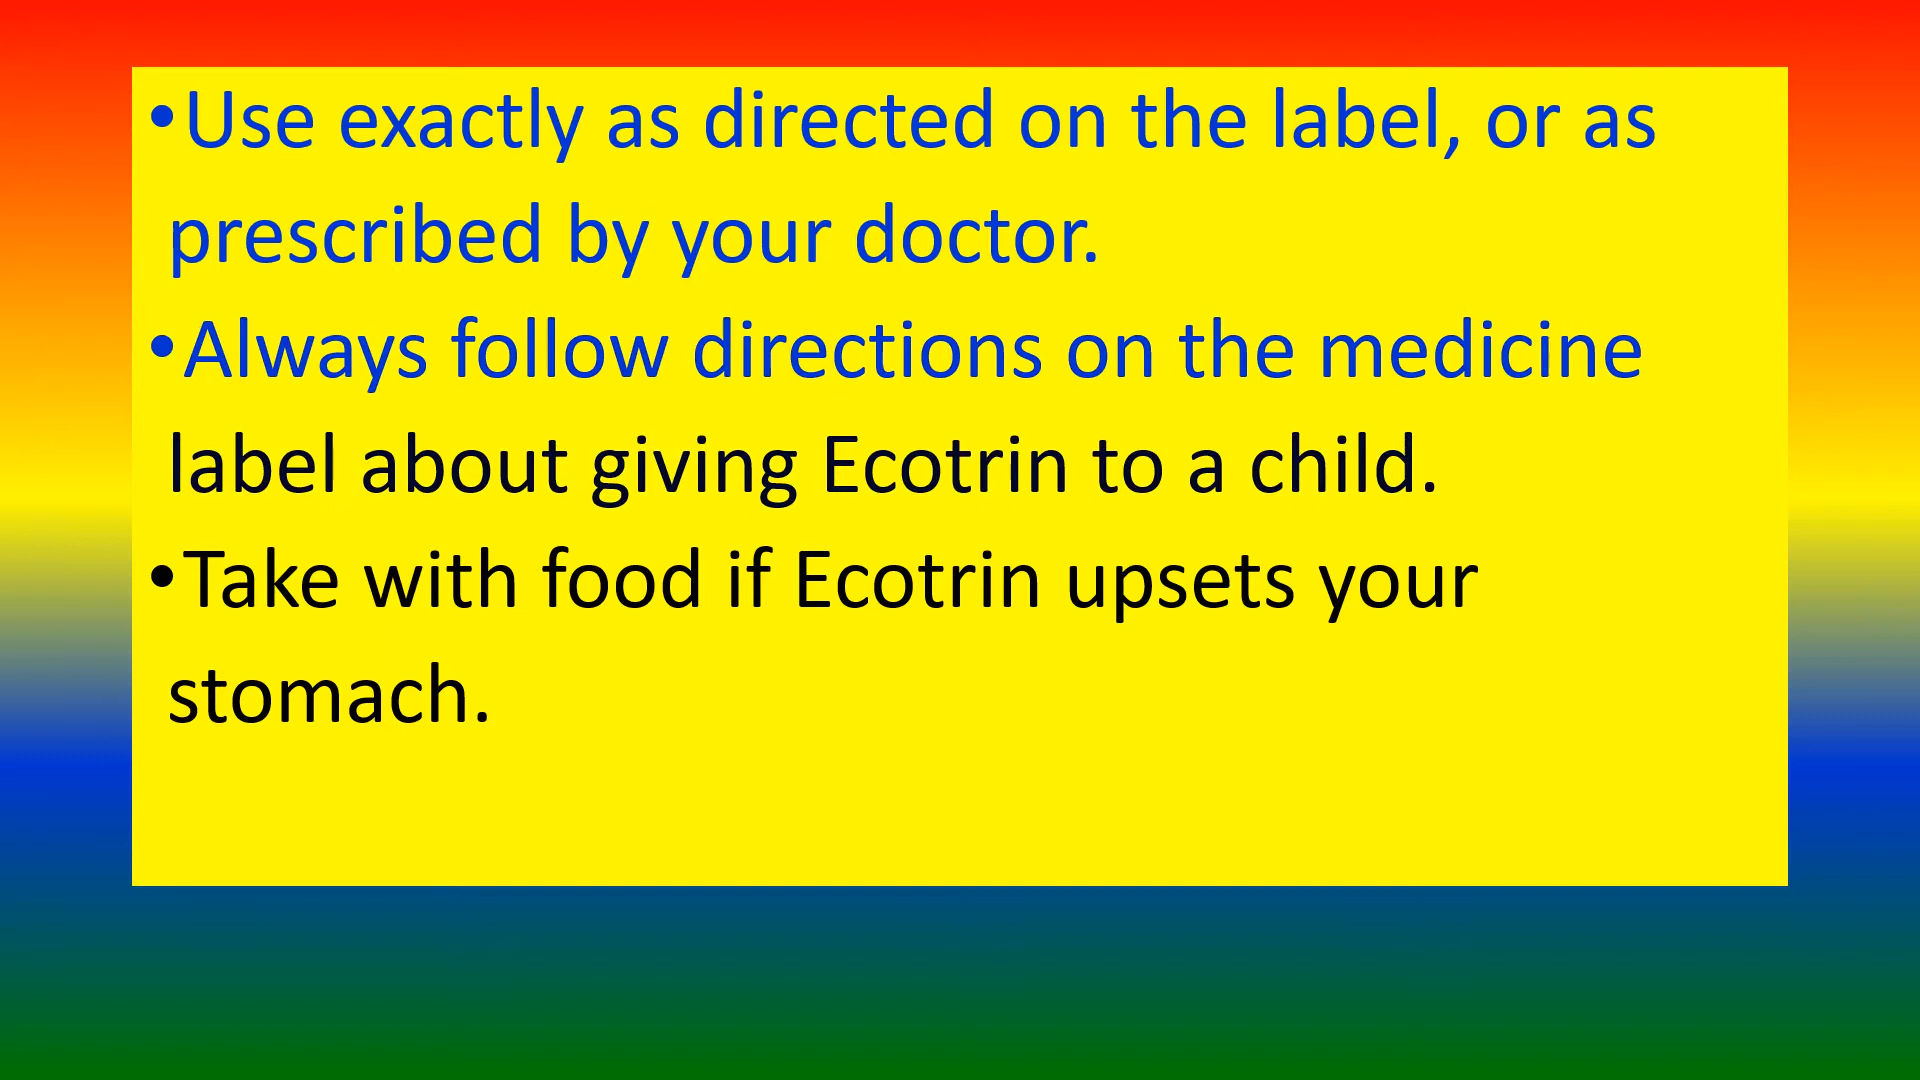 •Use exactly as directed on the label, or as
prescribed by your doctor.
•Always follow directions on the medicine
label about giving Ecotrin to a child.
•Take with food if Ecotrin upsets your
stomach.